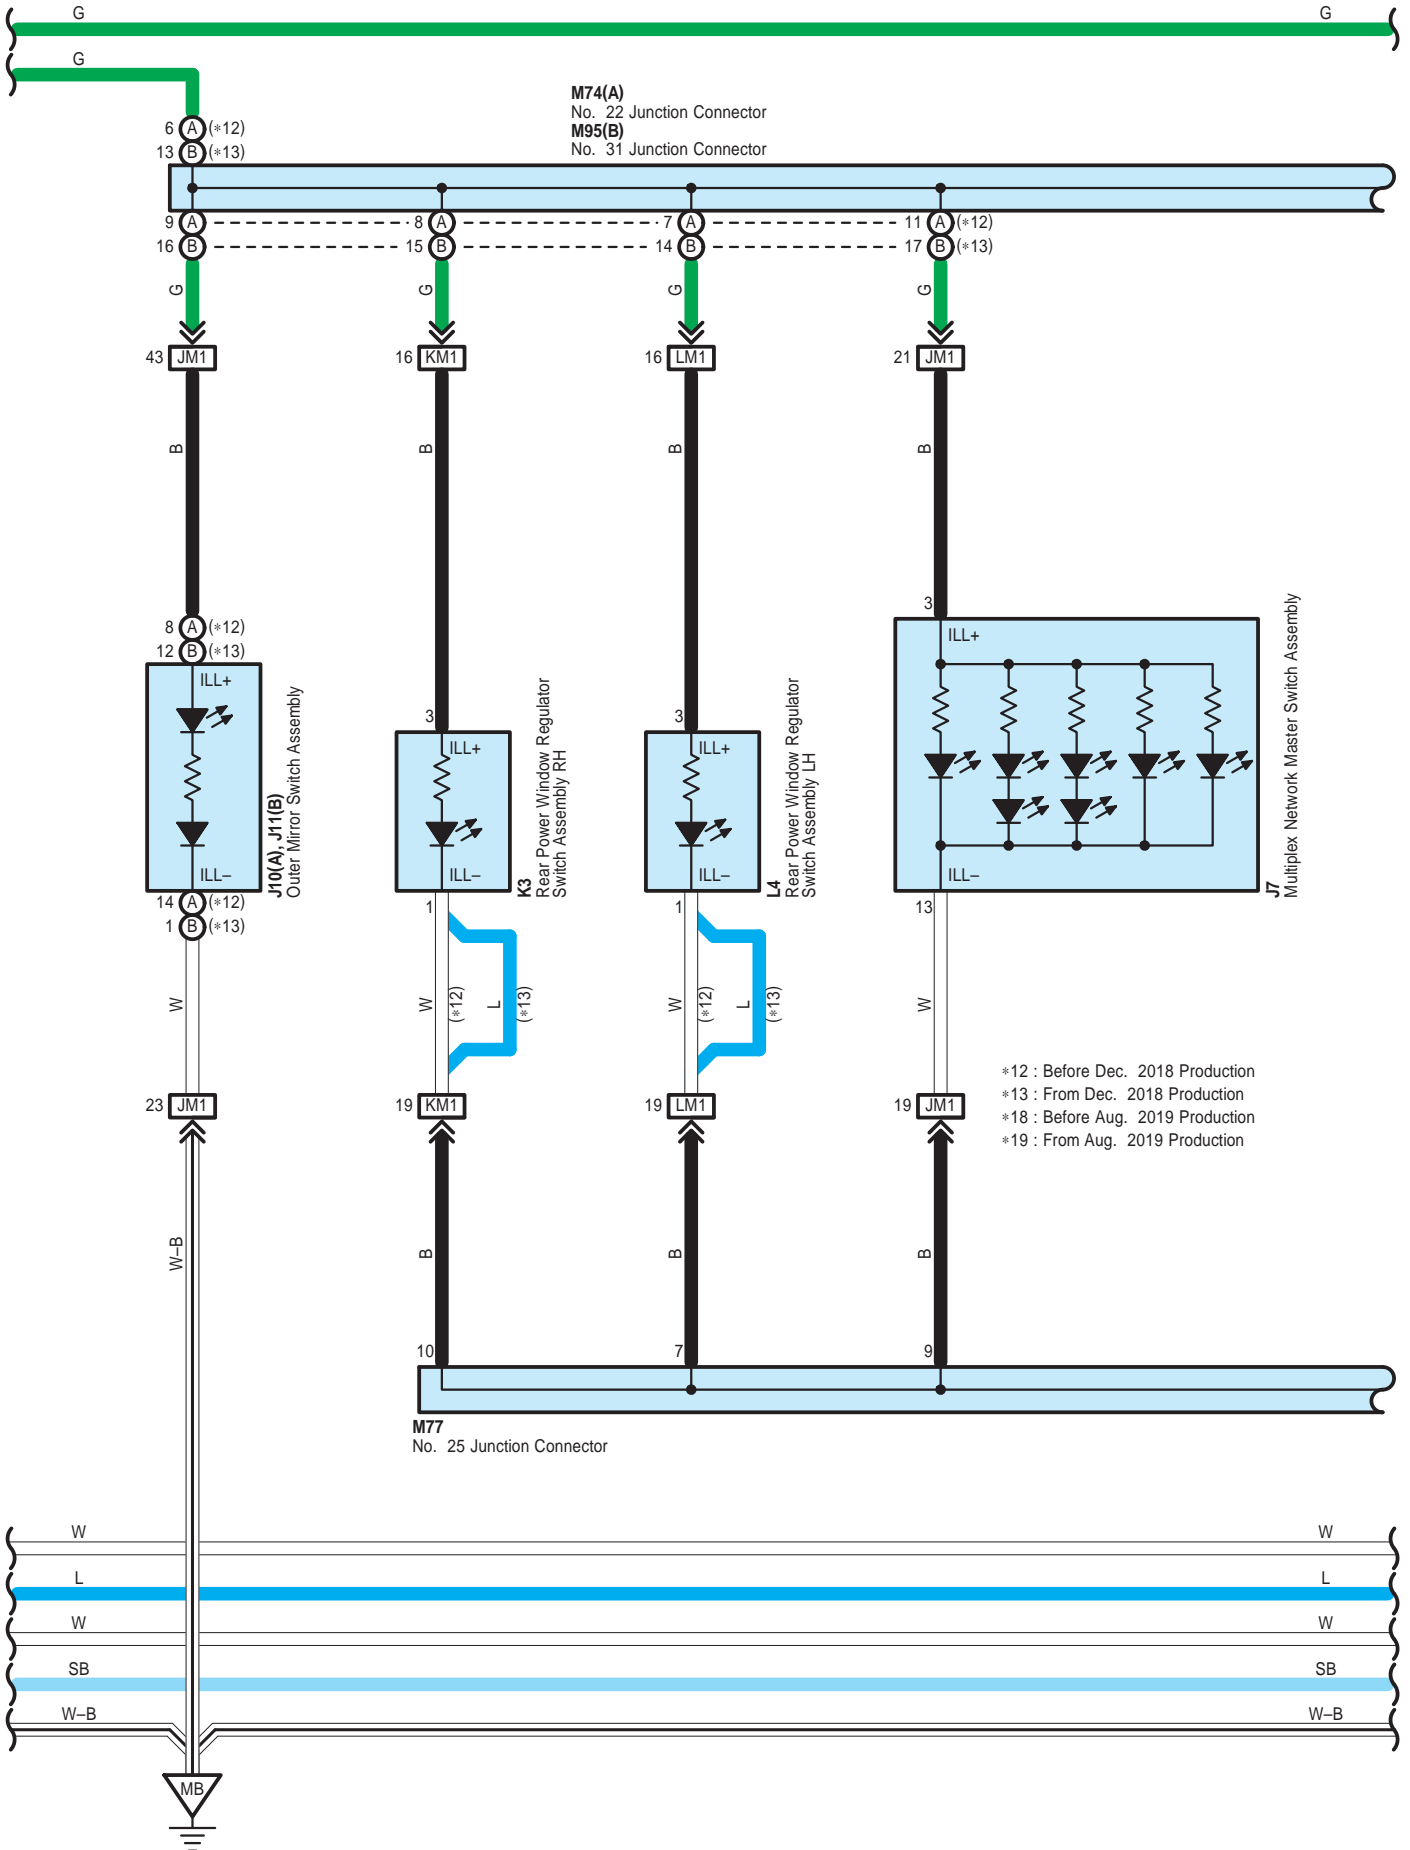 G G
G
M74(A)
No. 22 Junction Connector
M95(B)
No. 31 Junction Connector
6 A (*12)
13 B (*13)
9 A 8 A 7 A 11 A (*12)
16 B 15 B 14 B 17 B (*13)
G G G G
43 JM1 16 KM1 16 LM1 21 JM1
B B B B
8 A (*12)
12 B (*13)
ILL+
ILL–
J10(A), J11(B)
Outer Mirror Switch Assembly
14 A (*12)
1 B (*13)
3
ILL+
ILL–
K3
Rear Power Window Regulator
Switch Assembly RH
1
3
ILL+
ILL–
L4
Rear Power Window Regulator
Switch Assembly LH
1
3
ILL+
ILL–
J7
Multiplex Network Master Switch Assembly
13
W W (*12) L (*13) W (*12) L (*13) W
*12 : Before Dec. 2018 Production
*13 : From Dec. 2018 Production
*18 : Before Aug. 2019 Production
*19 : From Aug. 2019 Production
23 JM1 19 KM1 19 LM1 19 JM1
W–B B B B
10 7 9
M77
No. 25 Junction Connector
W W
L L
W W
SB SB
W–B W–B
MB